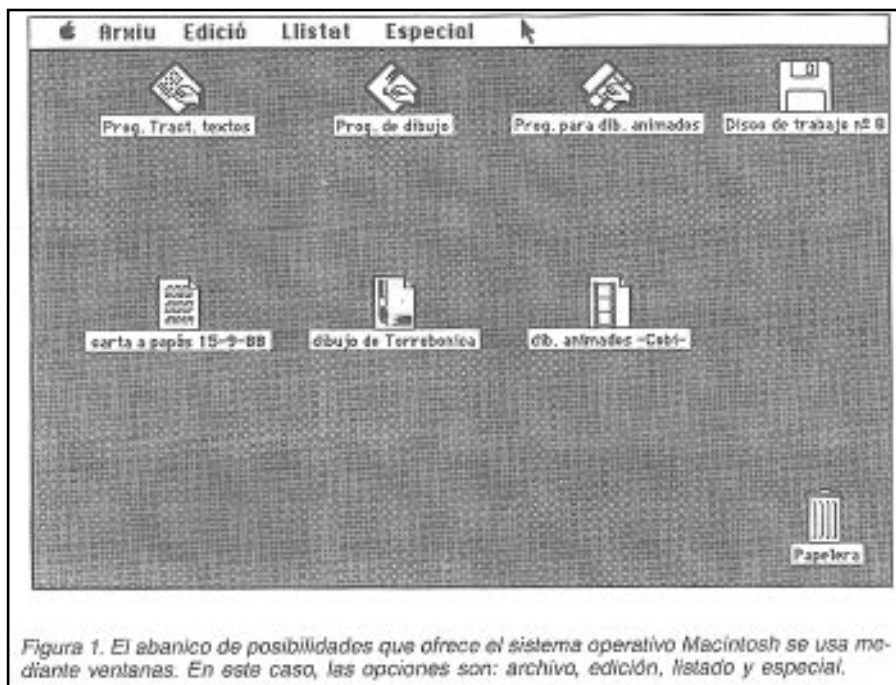 Arxiu Edició Llistat Especial
Prog. Tract. textos Prog. de dibujo Prog. para dib. animados Disco de trabajo nº 8
carta a papás 15-9-88 dibujo de Torrebonica dib. animados -Cobi-
Papelera
Figura 1. El abanico de posibilidades que ofrece el sistema operativo Macintosh se usa me-
diante ventanas. En este caso, las opciones son: archivo, edición, listado y especial.